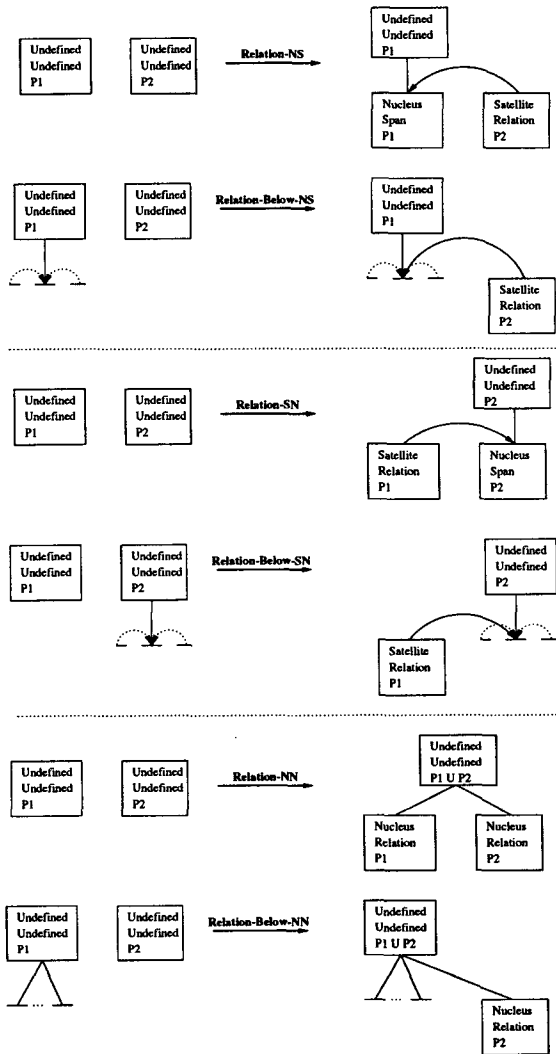 Undefined
Undefined
P1
Undefined
Undefined
P2
Relation-NS
Undefined
Undefined
P1
Nucleus
Span
P1
Satellite
Relation
P2
Undefined
Undefined
P1
Undefined
Undefined
P2
Relation-Below-NS
Undefined
Undefined
P1
Satellite
Relation
P2
Undefined
Undefined
P1
Undefined
Undefined
P2
Relation-SN
Undefined
Undefined
P2
Satellite
Relation
P1
Nucleus
Span
P2
Undefined
Undefined
P1
Undefined
Undefined
P2
Relation-Below-SN
Undefined
Undefined
P2
Satellite
Relation
P1
Undefined
Undefined
P1
Undefined
Undefined
P2
Relation-NN
Undefined
Undefined
P1 U P2
Nucleus
Relation
P1
Nucleus
Relation
P2
Undefined
Undefined
P1
...
Undefined
Undefined
P2
Relation-Below-NN
Undefined
Undefined
P1 U P2
...
Nucleus
Relation
P2